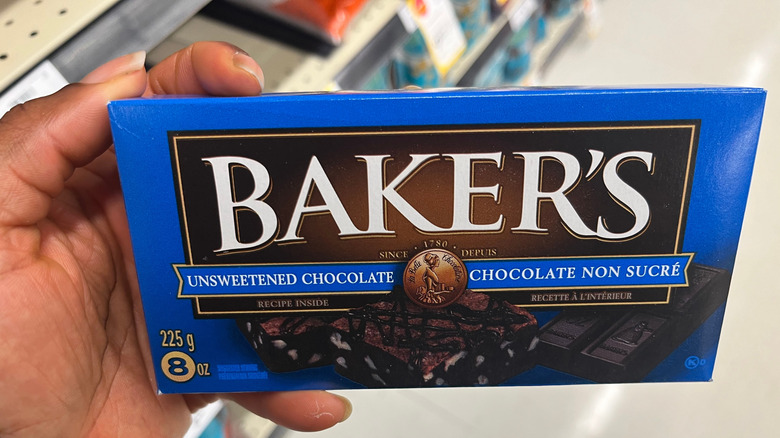 BAKER'S
SINCE · 1780 · DEPUIS
UNSWEETENED CHOCOLATE CHOCOLATE NON SUCRÉ
RECIPE INSIDE RECETTE À L'INTÉRIEUR
225 g
8 OZ
K D